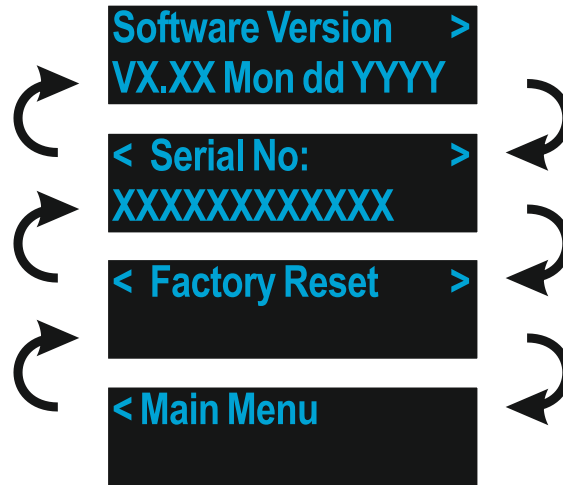 Software Version >
VX.XX Mon dd YYYY
< Serial No: >
XXXXXXXXXXXX
< Factory Reset >
< Main Menu